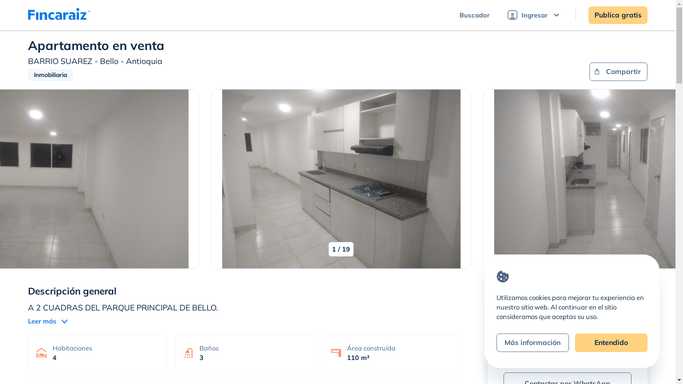 Fincaraiz
Buscador
Ingresar
Publica gratis
Apartamento en venta
BARRIO SUAREZ - Bello - Antioquia
Inmobiliaria
Compartir
1 / 19
Descripción general
A 2 CUADRAS DEL PARQUE PRINCIPAL DE BELLO.
Leer más
Habitaciones
4
Baños
3
Área construida
110 m²
Utilizamos cookies para mejorar tu experiencia en
nuestro sitio web. Al continuar en el sitio
consideramos que aceptas su uso.
Más información
Entendido
Contactar por WhatsApp